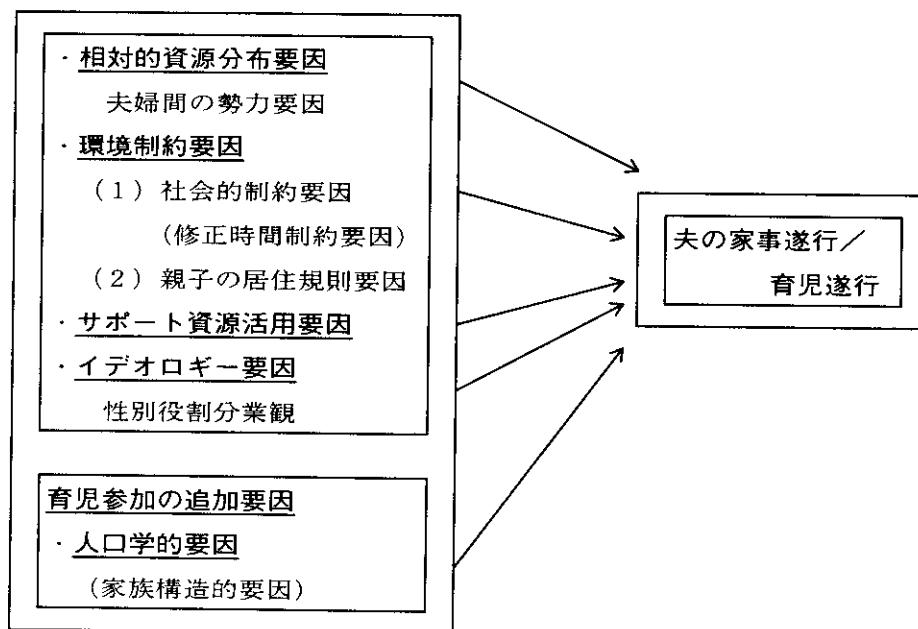 ・相対的資源分布要因
夫婦間の勢力要因
・環境制約要因
（１）社会的制約要因
（修正時間制約要因）
（２）親子の居住規則要因
・サポート資源活用要因
・イデオロギー要因
性別役割分業観
育児参加の追加要因
・人口学的要因
（家族構造的要因）
夫の家事遂行／
育児遂行